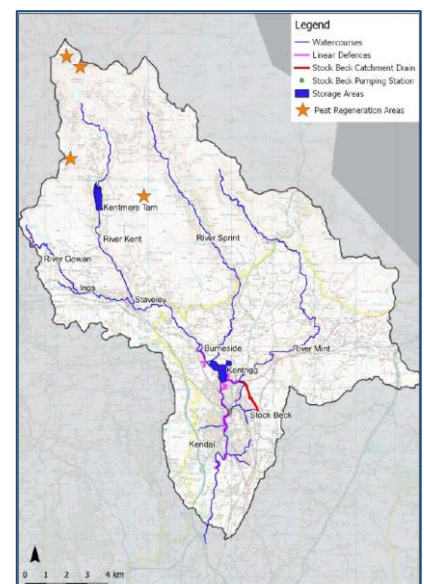 Legend
Watercourses
Linear Defences
Stock Beck Catchment Drain
Stock Beck Pumping Station
Storage Areas
Peat Regeneration Areas
Kentmere Tarn
River Kent
River Sprint
River Gowan
Ings
Staveley
River Mint
Burneside
Kentrigg
Stock Beck
Kendal
0 1 2 3 4 km